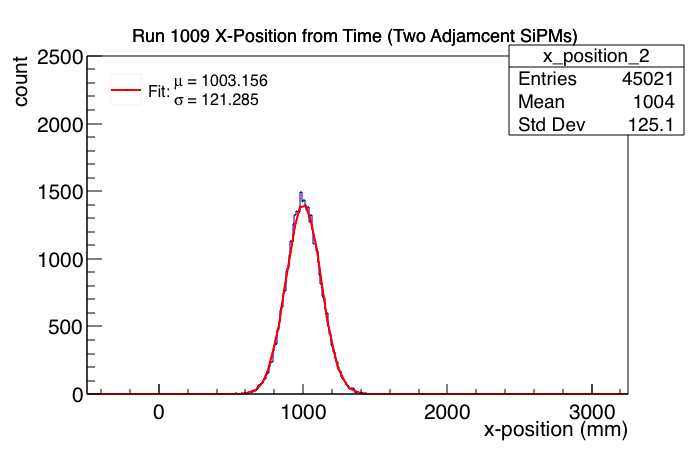 Run 1009 X-Position from Time (Two Adjamcent SiPMs)
x_position_2
Entries 45021
Mean 1004
Std Dev 125.1
Fit: μ = 1003.156
σ = 121.285
count
2500
2000
1500
1000
500
0
0 1000 2000 3000
x-position (mm)